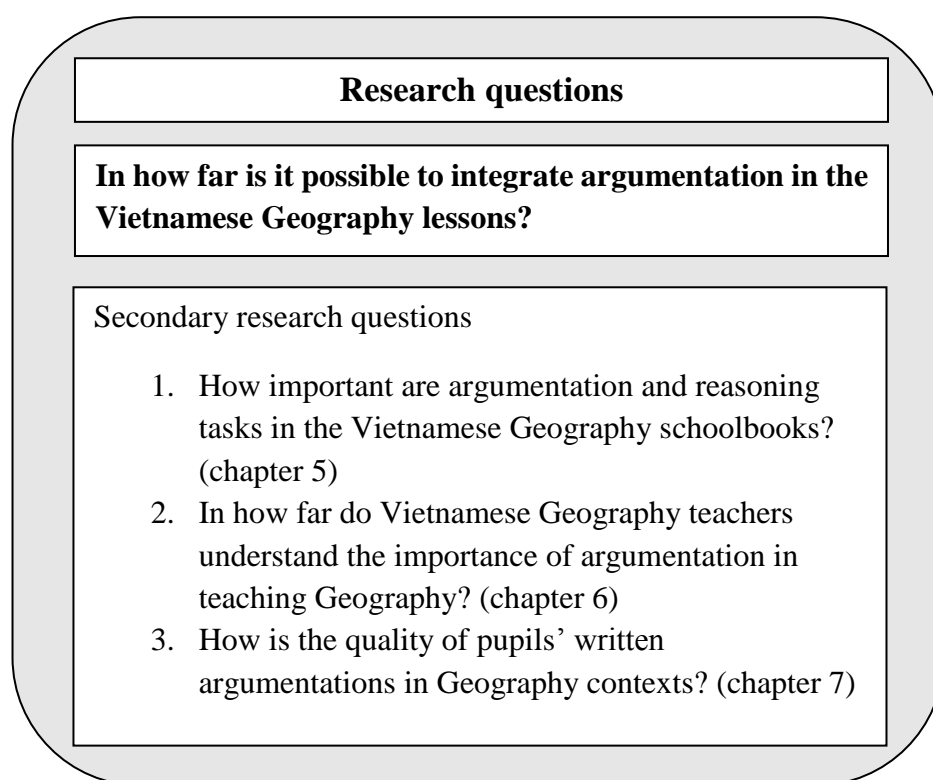 Research questions
In how far is it possible to integrate argumentation in the
Vietnamese Geography lessons?
Secondary research questions
1. How important are argumentation and reasoning
tasks in the Vietnamese Geography schoolbooks?
(chapter 5)
2. In how far do Vietnamese Geography teachers
understand the importance of argumentation in
teaching Geography? (chapter 6)
3. How is the quality of pupils’ written
argumentations in Geography contexts? (chapter 7)